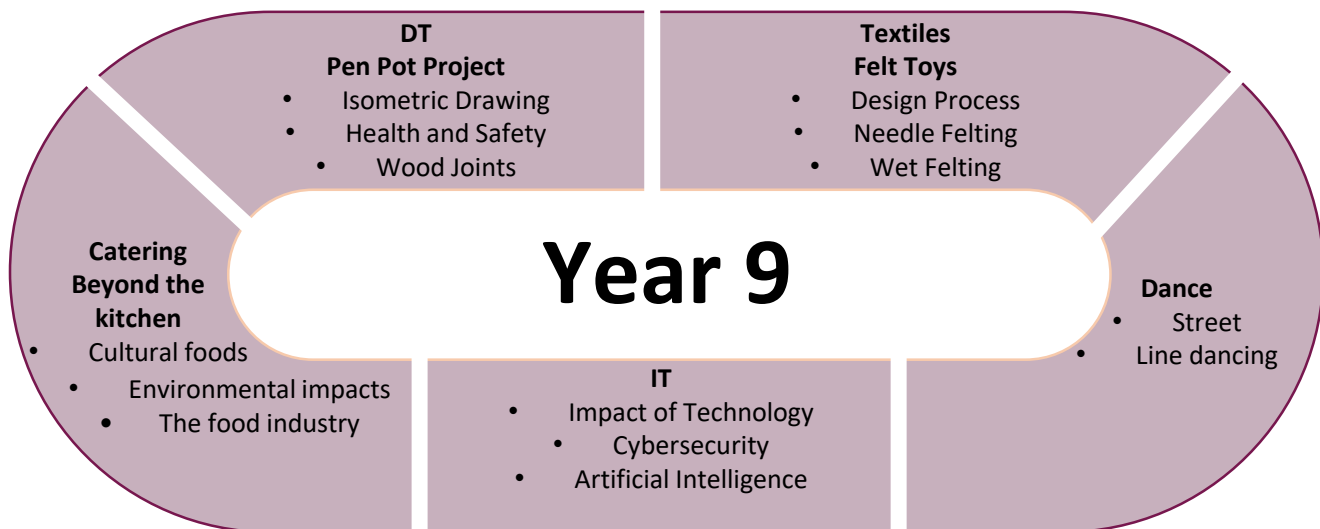 DT
Pen Pot Project
• Isometric Drawing
• Health and Safety
• Wood Joints
Textiles
Felt Toys
• Design Process
• Needle Felting
• Wet Felting
Catering
Beyond the
kitchen
• Cultural foods
• Environmental impacts
• The food industry
Year 9
Dance
• Street
• Line dancing
IT
• Impact of Technology
• Cybersecurity
• Artificial Intelligence